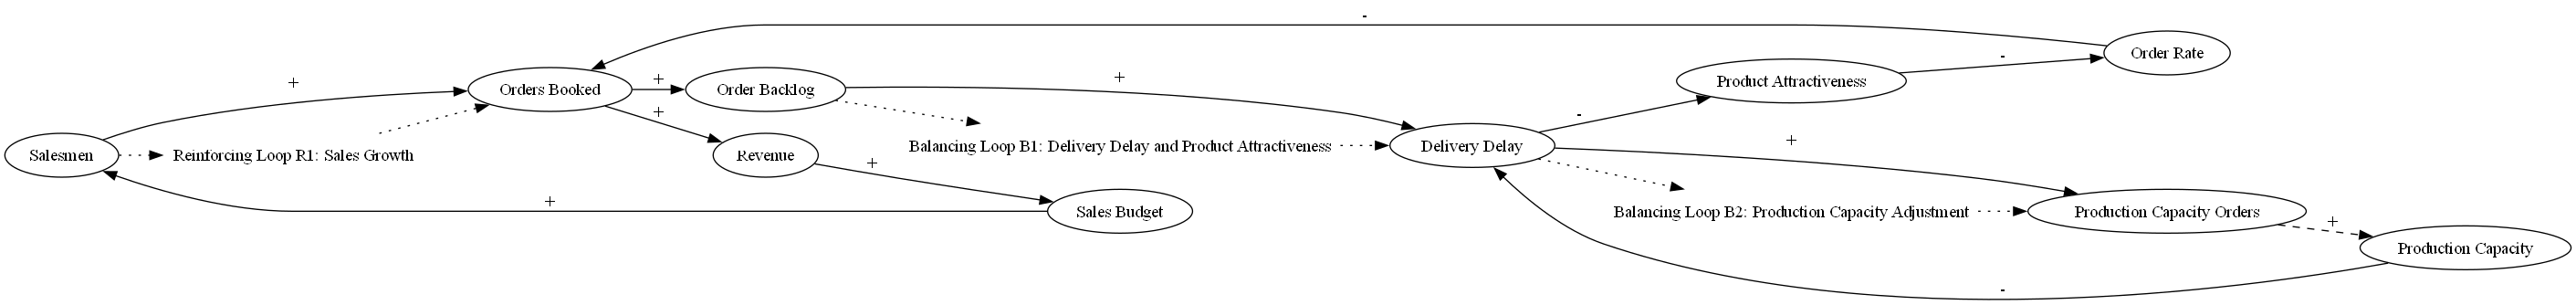 -
Order Rate
-
Product Attractiveness
+
+
Orders Booked
+
Order Backlog
+
-
+
Salesmen
Reinforcing Loop R1: Sales Growth
Revenue
+
Balancing Loop B1: Delivery Delay and Product Attractiveness
Delivery Delay
+
Sales Budget
Balancing Loop B2: Production Capacity Adjustment
Production Capacity Orders
+
Production Capacity
-